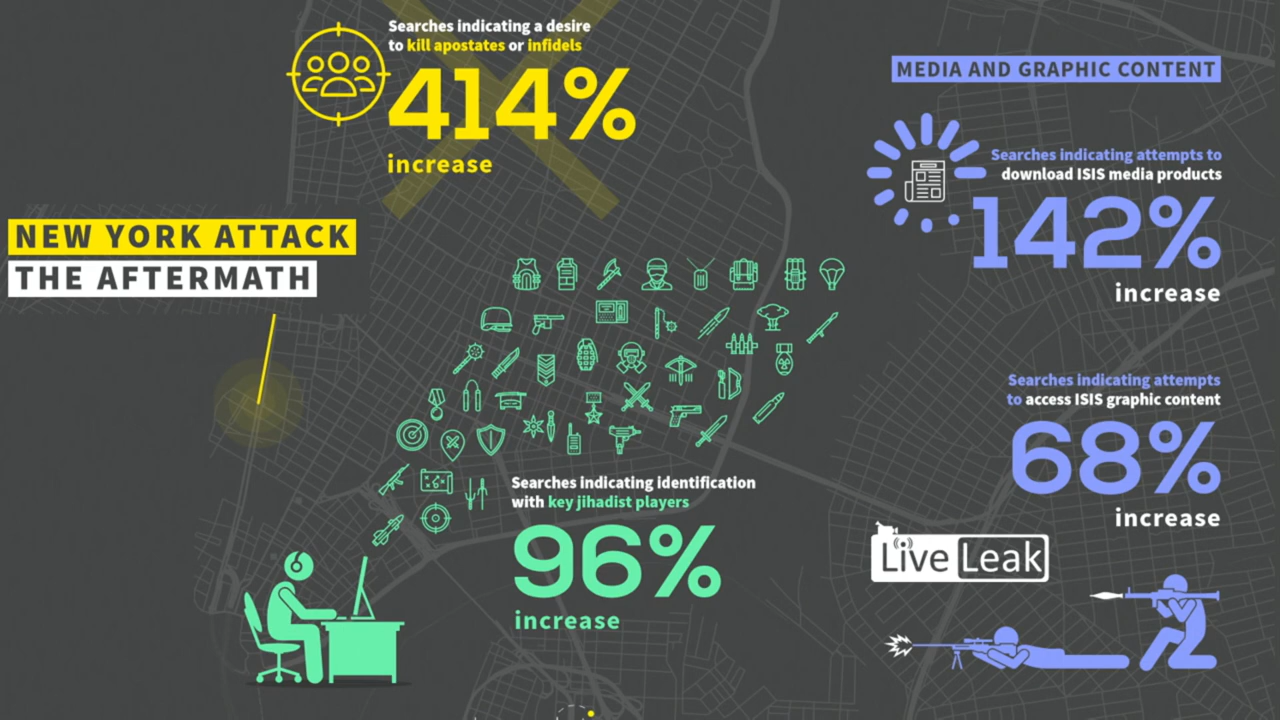 Searches indicating a desire
to kill apostates or infidels
414%
increase
NEW YORK ATTACK
THE AFTERMATH
MEDIA AND GRAPHIC CONTENT
Searches indicating attempts to
download ISIS media products
142%
increase
Searches indicating attempts
to access ISIS graphic content
68%
increase
Searches indicating identification
with key jihadist players
96%
increase
LiveLeak